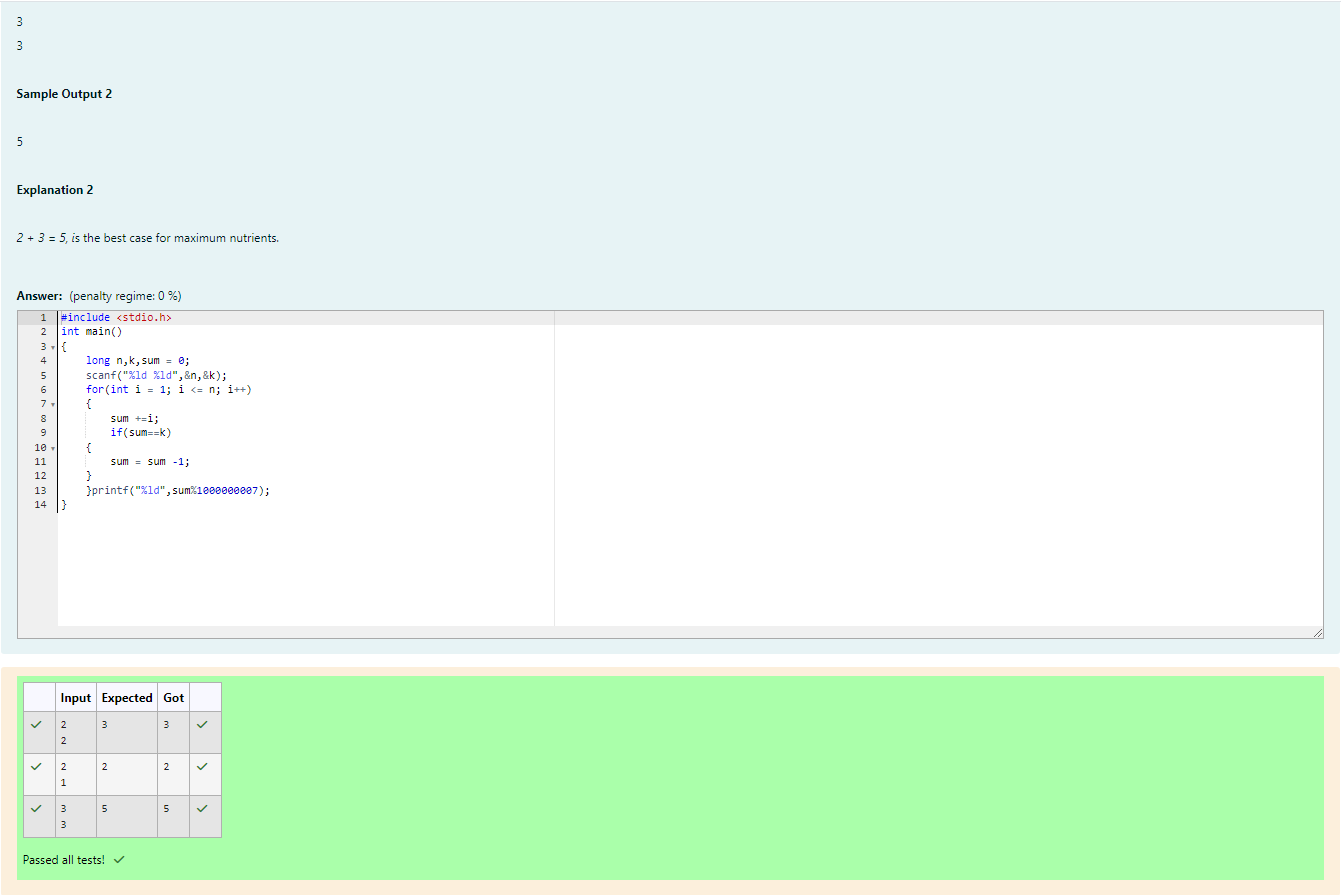 3
3
Sample Output 2
5
Explanation 2
2 + 3 = 5, is the best case for maximum nutrients.
Answer: (penalty regime: 0 %)
1 #include <stdio.h>
2 int main()
3 {
4     long n,k,sum = 0;
5     scanf("%ld %ld",&n,&k);
6     for(int i = 1; i <= n; i++)
7     {
8         sum +=i;
9         if(sum==k)
10     {
11         sum = sum -1;
12     }
13     }printf("%ld",sum%1000000007);
14 }
Input Expected Got
2 3 3
2
2 2 2
1
3 5 5
3
Passed all tests!